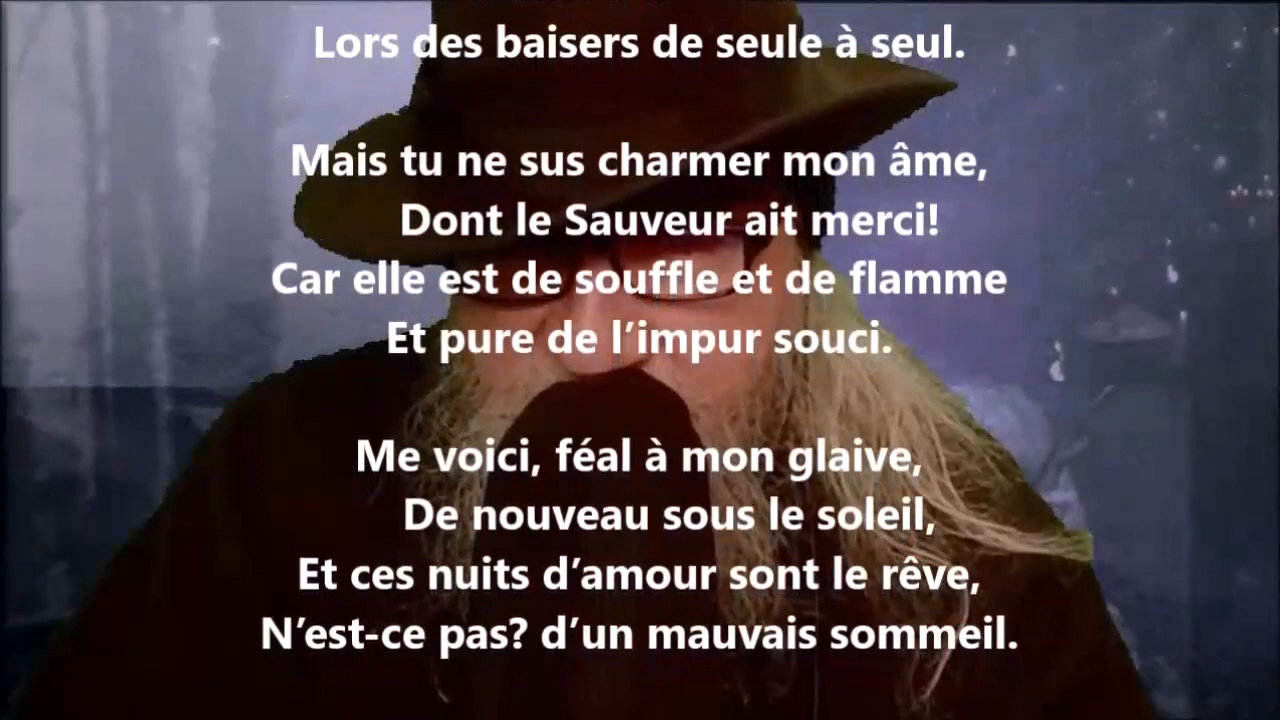 Lors des baisers de seule à seul.
Mais tu ne sus charmer mon âme,
Dont le Sauveur ait merci!
Car elle est de souffle et de flamme
Et pure de l’impur souci.
Me voici, féal à mon glaive,
De nouveau sous le soleil,
Et ces nuits d’amour sont le rêve,
N’est-ce pas? d’un mauvais sommeil.